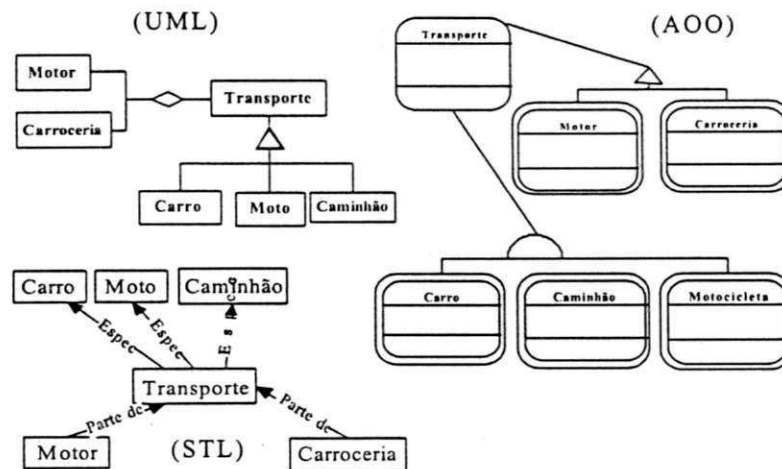 (UML)
Motor
Carroceria
Transporte
Carro
Moto
Caminhão
(AOO)
Transporte
Motor
Carroceria
Carro
Caminhão
Motocicleta
Carro
Moto
Caminhão
Espec
Espec
Espec
Transporte
Parte de
Parte de
Motor
(STL)
Carroceria